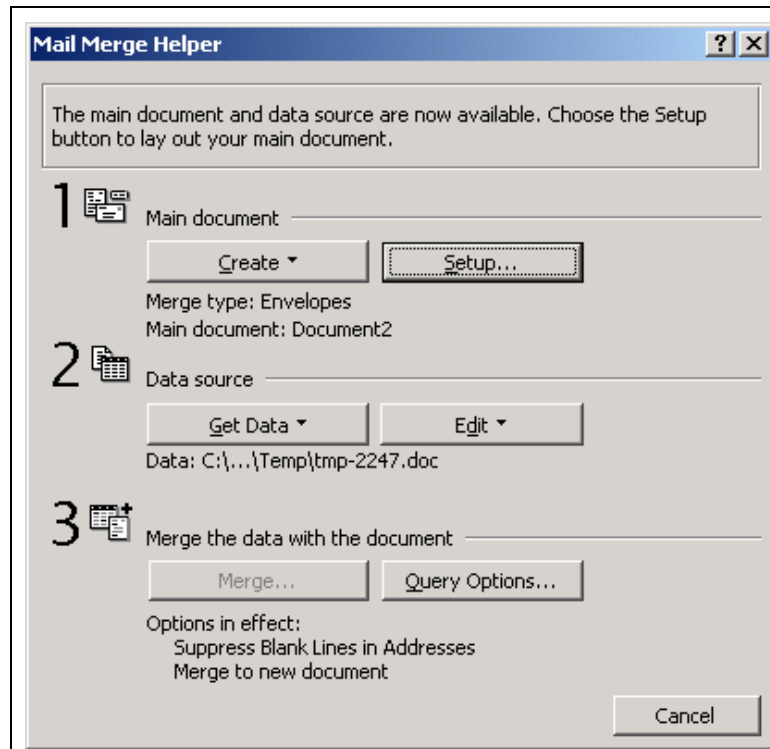 Mail Merge Helper
The main document and data source are now available. Choose the Setup
button to lay out your main document.
1
Main document
Create Setup...
Merge type: Envelopes
Main document: Document2
2
Data source
Get Data Edit
Data: C:\...\Temp\tmp-2247.doc
3
Merge the data with the document
Merge... Query Options...
Options in effect:
Suppress Blank Lines in Addresses
Merge to new document
Cancel